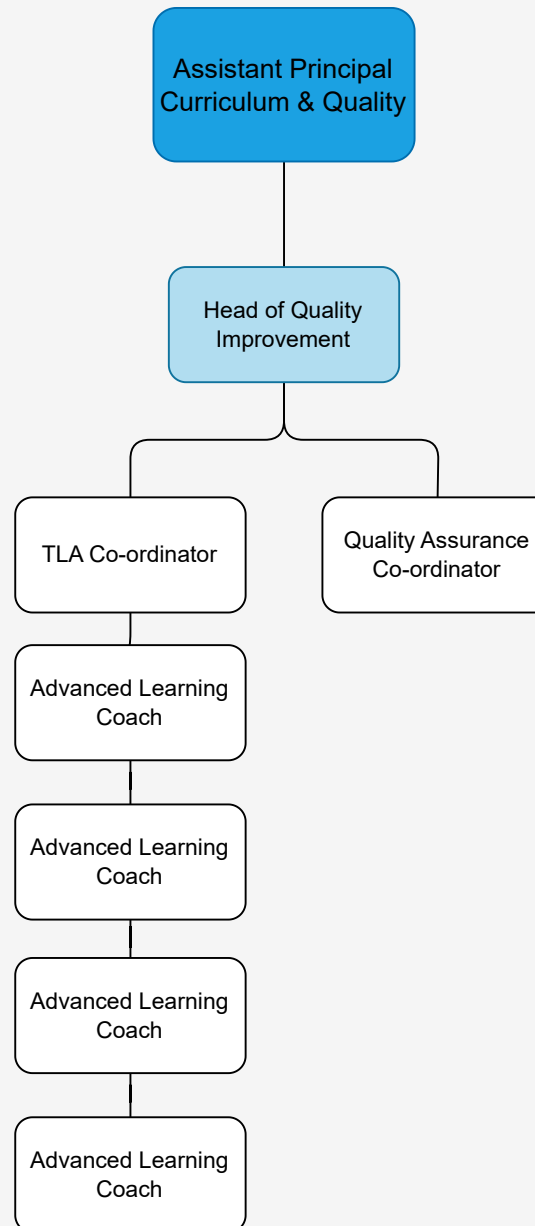 Assistant Principal
Curriculum & Quality
Head of Quality
Improvement
TLA Co-ordinator
Quality Assurance
Co-ordinator
Advanced Learning
Coach
Advanced Learning
Coach
Advanced Learning
Coach
Advanced Learning
Coach